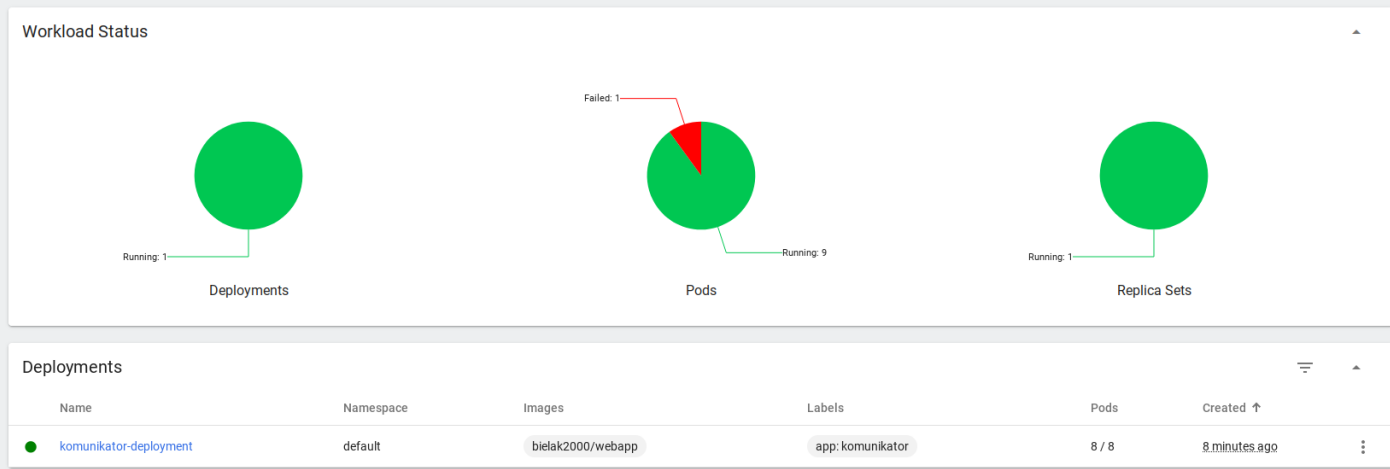 Workload Status
Failed: 1
Running: 1
Running: 9
Running: 1
Deployments
Pods
Replica Sets
Deployments
Name Namespace Images Labels Pods Created
komunikator-deployment default bielak2000/webapp app: komunikator 8 / 8 8 minutes ago